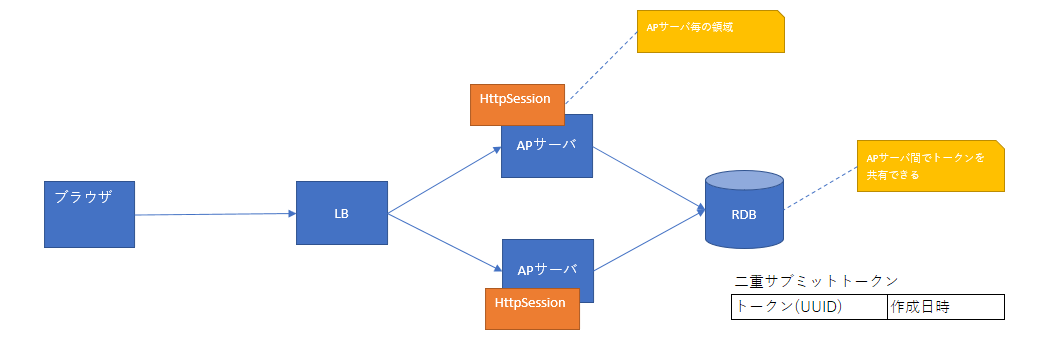 APサーバ毎の領域
HttpSession
APサーバ
APサーバ間でトークンを
共有できる
ブラウザ
LB
RDB
APサーバ
HttpSession
二重サブミットトークン
トークン(UUID) 作成日時